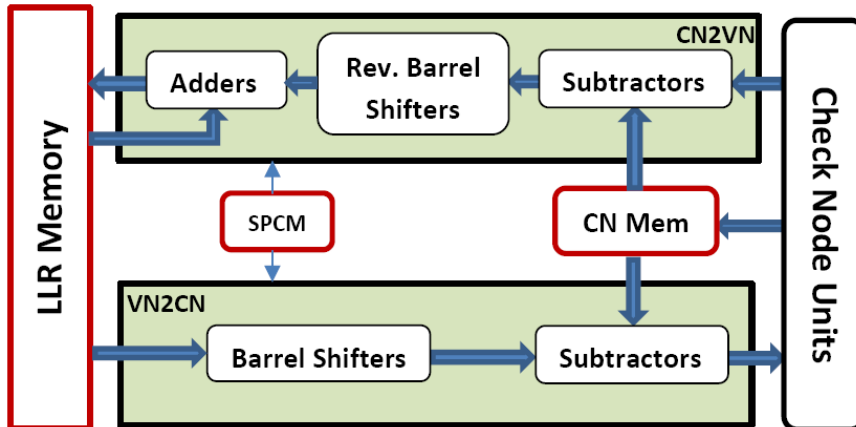 CN2VN
Adders
Rev. Barrel
Shifters
Subtractors
LLR Memory
SPCM
CN Mem
Check Node
Units
VN2CN
Barrel Shifters
Subtractors